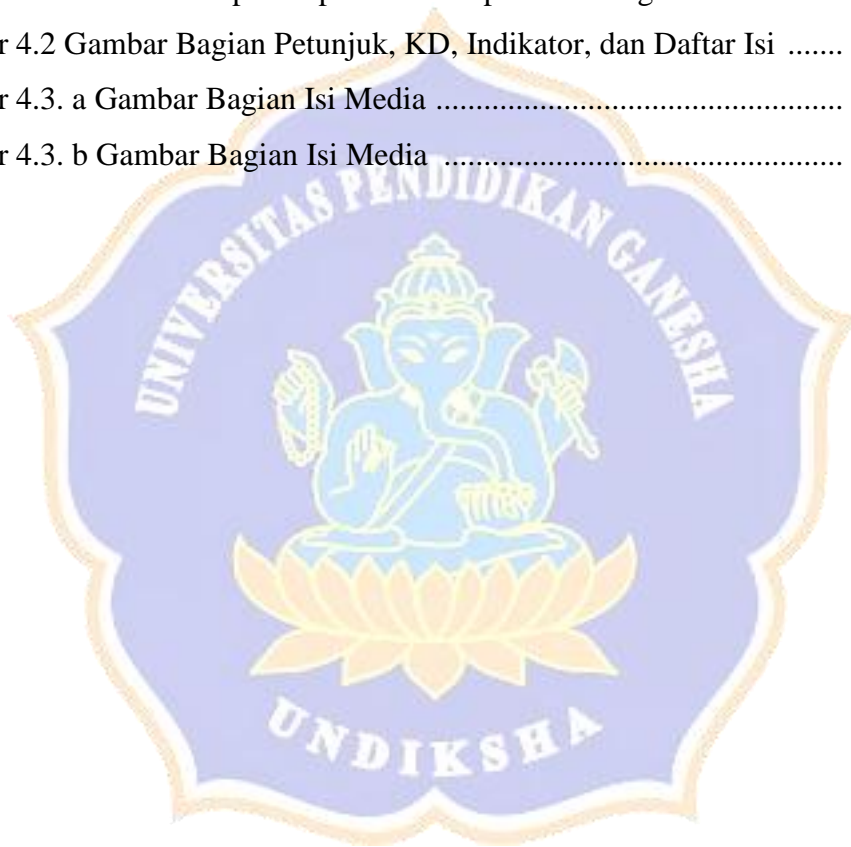 r 4.2 Gambar Bagian Petunjuk, KD, Indikator, dan Daftar Isi .......
r 4.3. a Gambar Bagian Isi Media ...........................................
r 4.3. b Gambar Bagian Isi Media ...........................................
UNIVERSITAS PENDIDIKAN GANESHA
UNDIKSHA